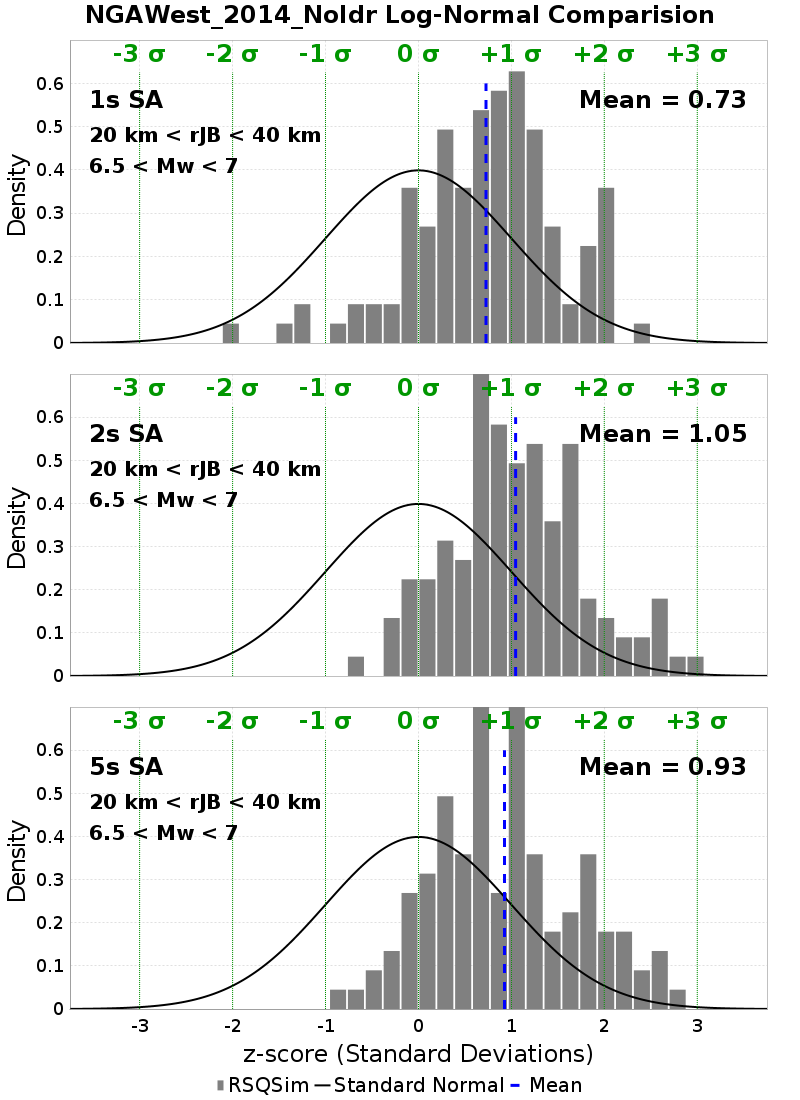 NGAWest_2014_NoIdr Log-Normal Comparision
-3 σ -2 σ -1 σ 0 σ +1 σ +2 σ +3 σ
1s SA
Mean = 0.73
20 km < rJB < 40 km
6.5 < Mw < 7
0.6
0.5
0.4
0.3
0.2
0.1
0
Density
-3 σ -2 σ -1 σ 0 σ +1 σ +2 σ +3 σ
2s SA
Mean = 1.05
20 km < rJB < 40 km
6.5 < Mw < 7
0.6
0.5
0.4
0.3
0.2
0.1
0
Density
-3 σ -2 σ -1 σ 0 σ +1 σ +2 σ +3 σ
5s SA
Mean = 0.93
20 km < rJB < 40 km
6.5 < Mw < 7
0.6
0.5
0.4
0.3
0.2
0.1
0
Density
-3 -2 -1 0 1 2 3
z-score (Standard Deviations)
RSQSim Standard Normal Mean